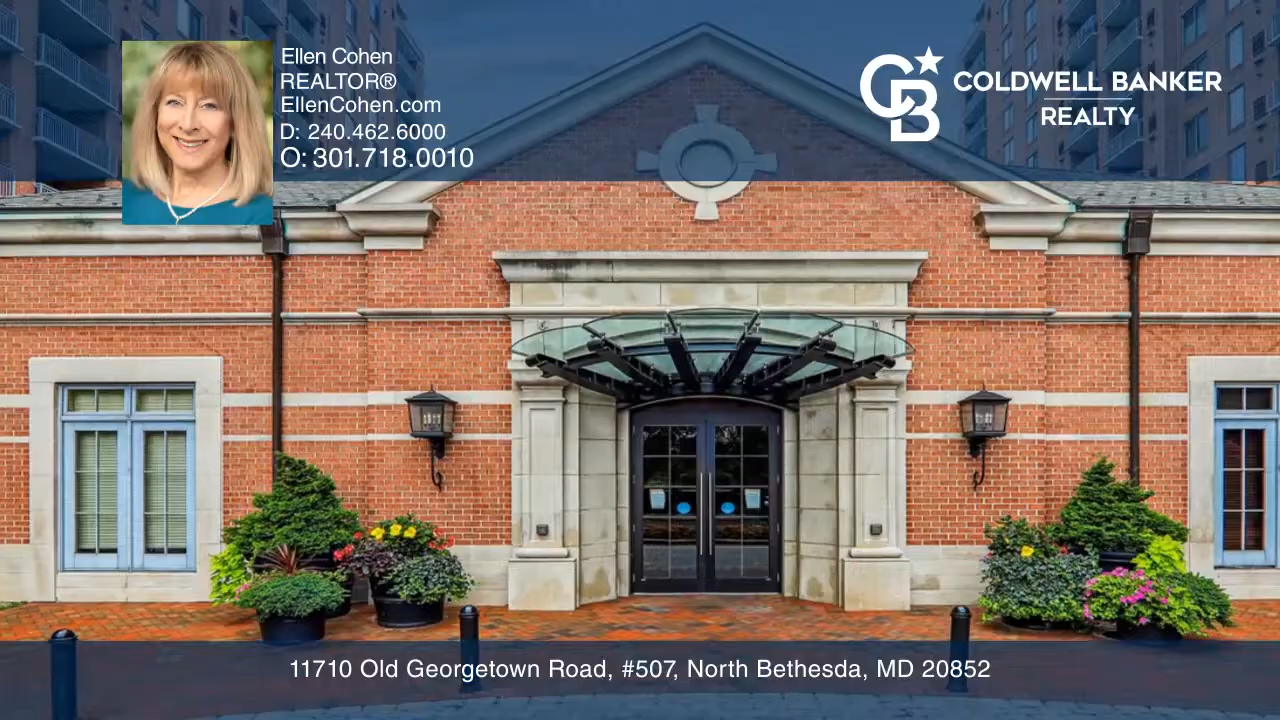 Ellen Cohen
REALTOR®
EllenCohen.com
D: 240.462.6000
O: 301.718.0010
CB
COLDWELL BANKER
REALTY
11710 Old Georgetown Road, #507, North Bethesda, MD 20852